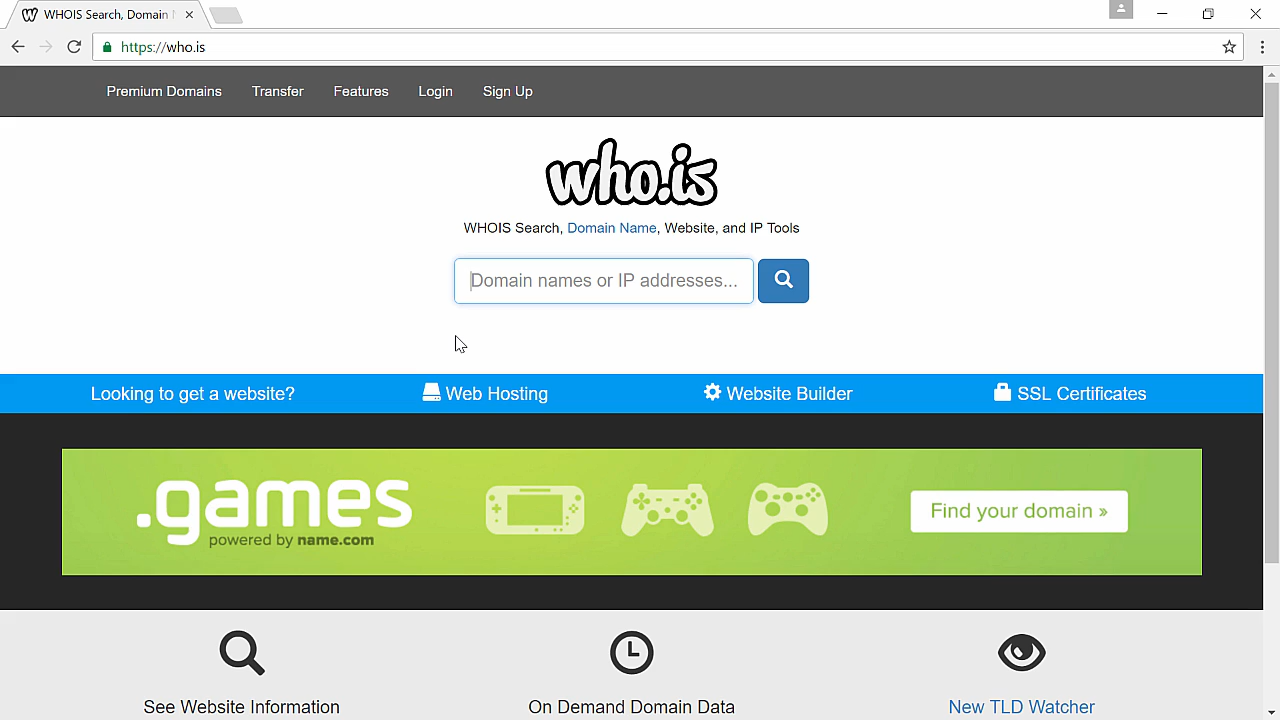 WHOIS Search, Domain
https://who.is
Premium Domains Transfer Features Login Sign Up
who.is
WHOIS Search, Domain Name, Website, and IP Tools
Domain names or IP addresses...
Looking to get a website? Web Hosting Website Builder SSL Certificates
.games
powered by name.com
Find your domain »
See Website Information On Demand Domain Data New TLD Watcher